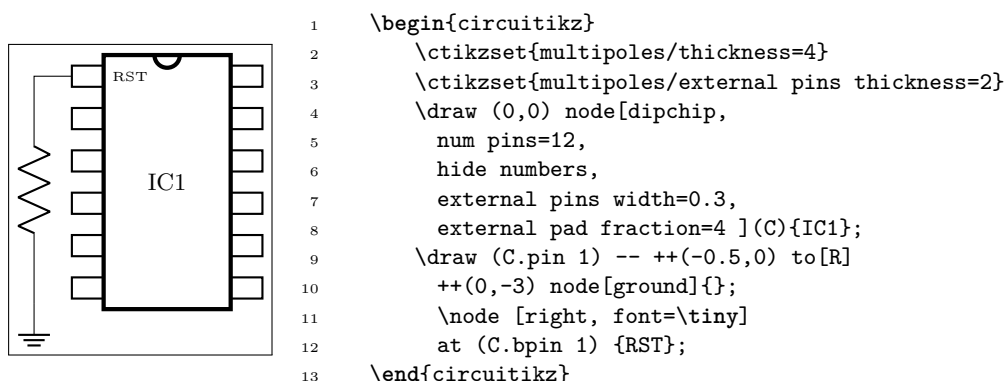 RST
IC1
1 \begin{circuitikz}
2 \ctikzset{multipoles/thickness=4}
3 \ctikzset{multipoles/external pins thickness=2}
4 \draw (0,0) node[dipchip,
5 num pins=12,
6 hide numbers,
7 external pins width=0.3,
8 external pad fraction=4 ](C){IC1};
9 \draw (C.pin 1) -- ++(-0.5,0) to[R]
10 ++(0,-3) node[ground]{};
11 \node [right, font=\tiny]
12 at (C.bpin 1) {RST};
13 \end{circuitikz}